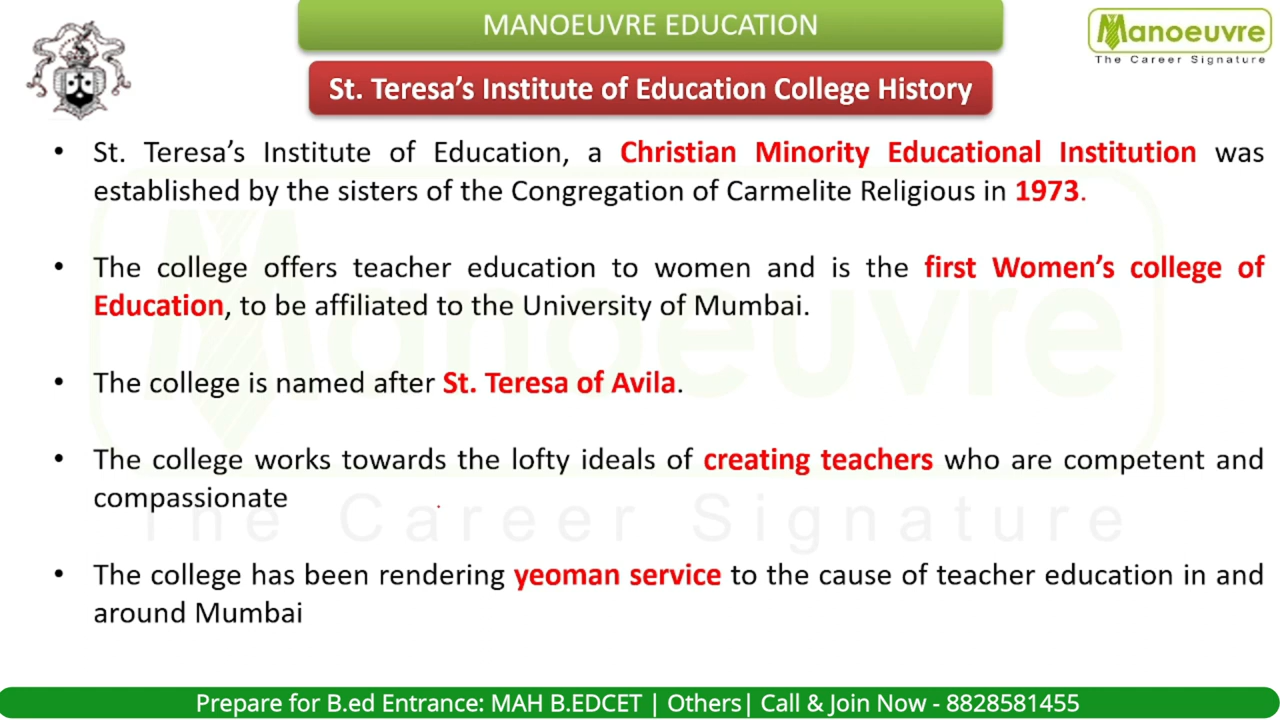 MANOEUVRE EDUCATION
Manoeuvre
The Career Signature
St. Teresa’s Institute of Education College History
• St. Teresa’s Institute of Education, a Christian Minority Educational Institution was
established by the sisters of the Congregation of Carmelite Religious in 1973.
• The college offers teacher education to women and is the first Women’s college of
Education, to be affiliated to the University of Mumbai.
• The college is named after St. Teresa of Avila.
• The college works towards the lofty ideals of creating teachers who are competent and
compassionate
• The college has been rendering yeoman service to the cause of teacher education in and
around Mumbai
Manoeuvre
The Career Signature
Prepare for B.ed Entrance: MAH B.EDCET | Others| Call & Join Now - 8828581455